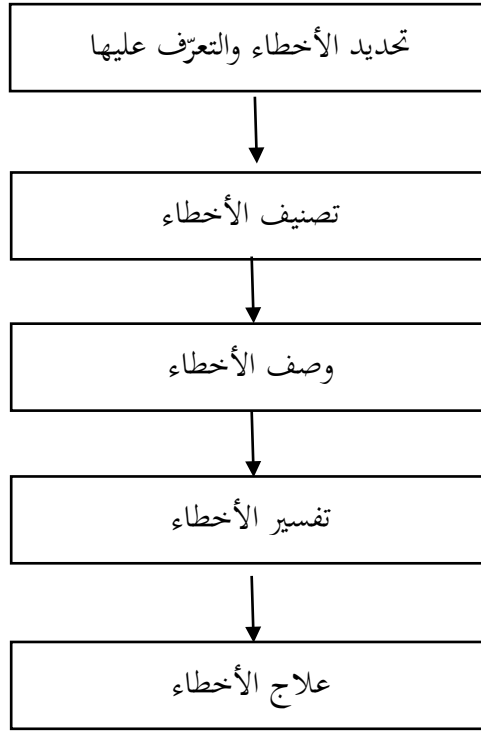 تحديد الأخطاء والتعرّف عليها
تصنيف الأخطاء
وصف الأخطاء
تفسير الأخطاء
علاج الأخطاء